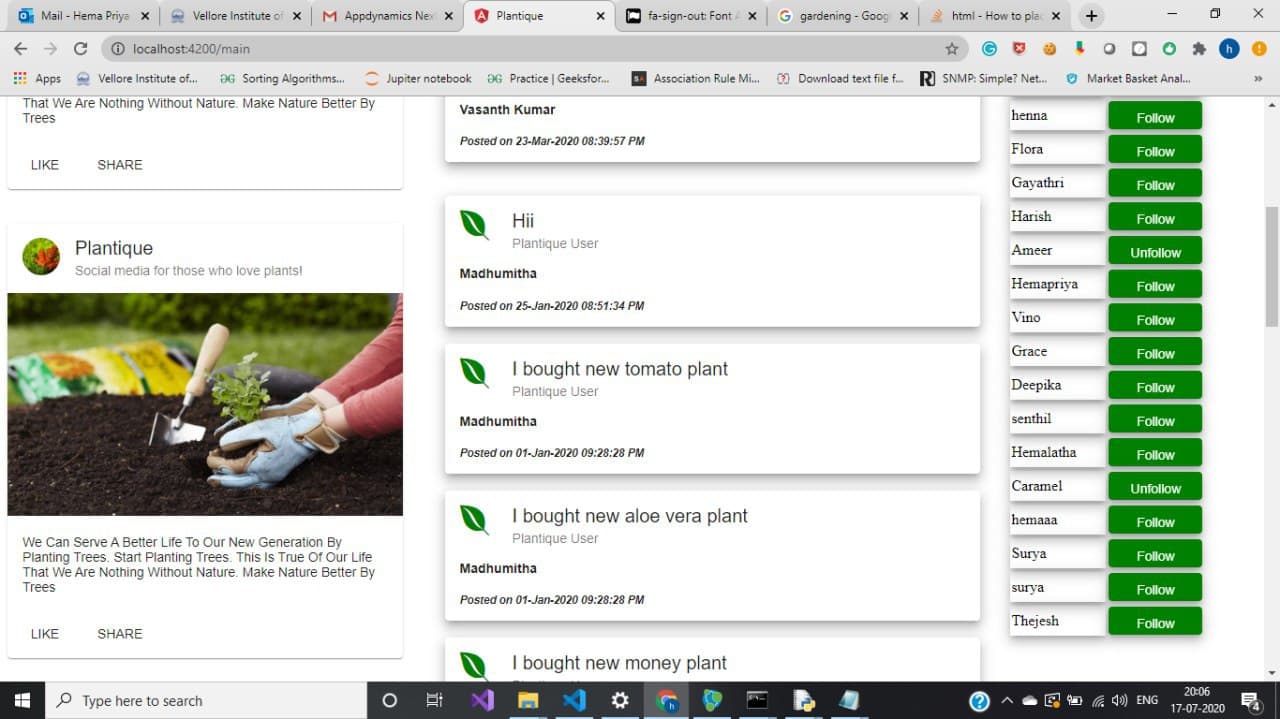 Mail - Hema Priya
Vellore Institute of
Gmail Appdynamics Nex
Plantique
fa-sign-out: Font A
gardening - Goog
html - How to plac
localhost:4200/main
Apps
Vellore Institute of...
Sorting Algorithms...
Jupiter notebook
Practice | Geeksfor...
Association Rule Mi...
Download text file f...
SNMP: Simple? Net...
Market Basket Anal...
That We Are Nothing Without Nature. Make Nature Better By
Trees
LIKE SHARE
Plantique
Social media for those who love plants!
We Can Serve A Better Life To Our New Generation By
Planting Trees. Start Planting Trees. This Is True Of Our Life
That We Are Nothing Without Nature. Make Nature Better By
Trees
LIKE SHARE
Vasanth Kumar
Posted on 23-Mar-2020 08:39:57 PM
Hii
Plantique User
Madhumitha
Posted on 25-Jan-2020 08:51:34 PM
I bought new tomato plant
Plantique User
Madhumitha
Posted on 01-Jan-2020 09:28:28 PM
I bought new aloe vera plant
Plantique User
Madhumitha
Posted on 01-Jan-2020 09:28:28 PM
I bought new money plant
henna Follow
Flora Follow
Gayathri Follow
Harish Follow
Ameer Unfollow
Hemapriya Follow
Vino Follow
Grace Follow
Deepika Follow
senthil Follow
Hemalatha Follow
Caramel Unfollow
hemaaa Follow
Surya Follow
surya Follow
Thejesh Follow
Type here to search
ENG
20:06
17-07-2020
4